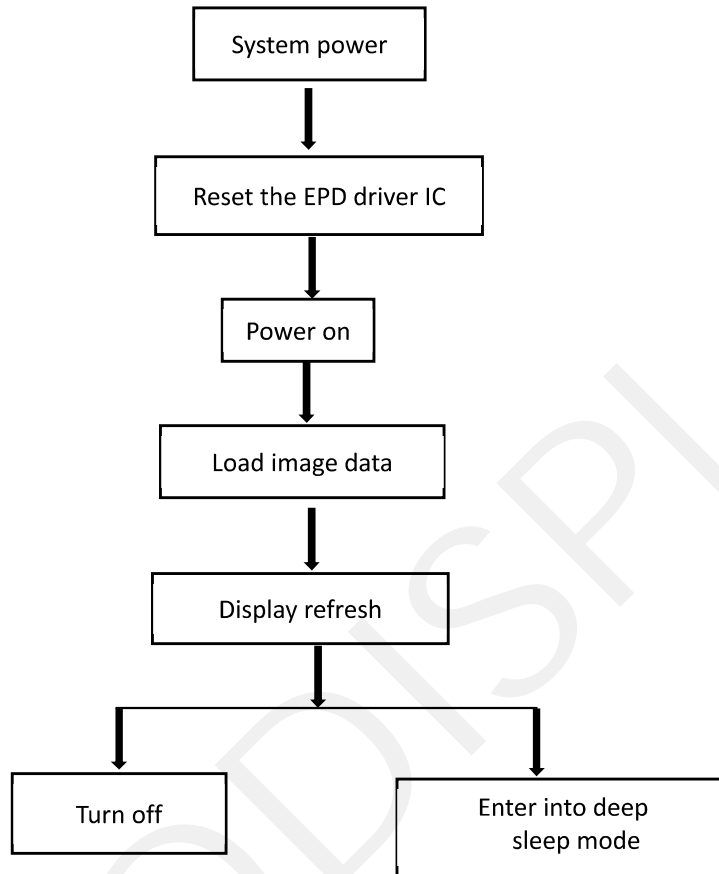 System power
Reset the EPD driver IC
Power on
Load image data
Display refresh
Turn off
Enter into deep
sleep mode